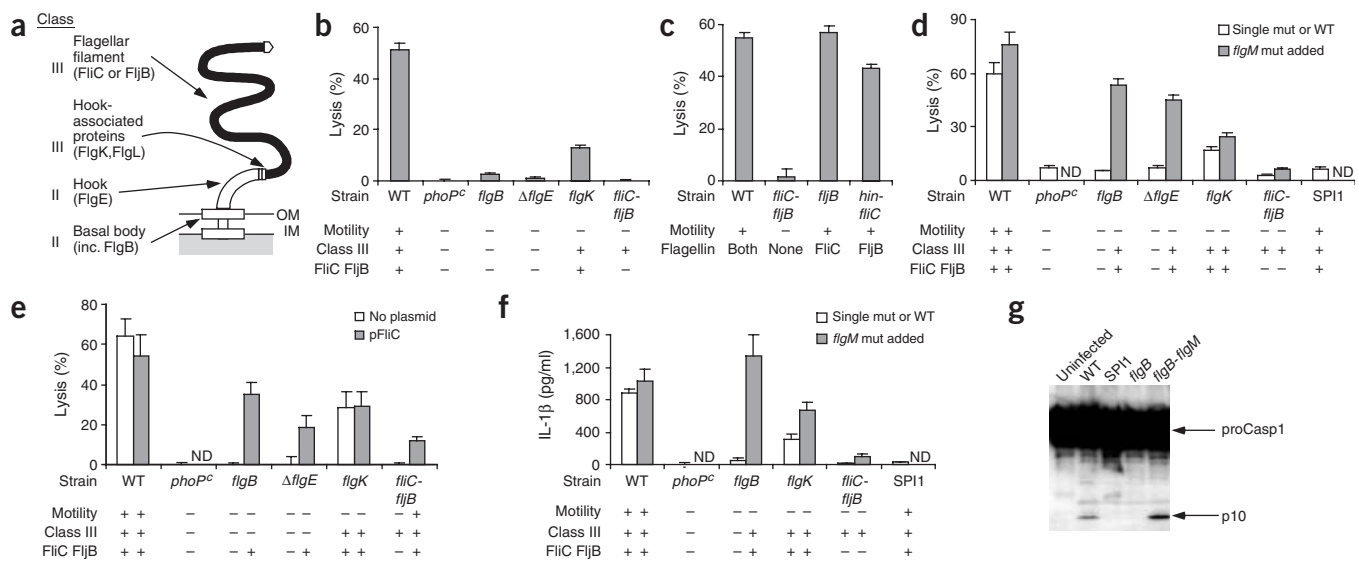 a
Class
III
Flagellar
filament
(FliC or FljB)
III
Hook-
associated
proteins
(FlgK,FlgL)
II
Hook
(FlgE)
II
Basal body
(inc. FlgB)
OM
IM
b
60
40
20
0
Lysis (%)
Strain WT phoPᶜ flgB ΔflgE flgK fliC-fljB
Motility + – – – – –
Class III + – – – + +
FliC FljB + – – – + –
c
60
40
20
0
Lysis (%)
Strain WT fliC-fljB fljB hin-fliC
Motility + – + +
Flagellin Both None FliC FljB
d
90
60
30
0
Lysis (%)
Single mut or WT
flgM mut added
ND ND
Strain WT phoPᶜ flgB ΔflgE flgK fliC-fljB SPI1
Motility + + – – – – – – – – – +
Class III + + – – + – + + + + + +
FliC FljB + + – – + – + + + – – +
e
80
60
40
20
0
Lysis (%)
No plasmid
pFliC
ND
Strain WT phoPᶜ flgB ΔflgE flgK fliC-fljB
Motility + + – – – – – – – – +
Class III + + – – – – – + + + +
FliC FljB + + – – + – + + + – +
f
1,600
1,200
800
400
0
IL-1β (pg/ml)
Single mut or WT
flgM mut added
ND ND
Strain WT phoPᶜ flgB flgK fliC-fljB SPI1
Motility + + – – – – – – – +
Class III + + – – + + + + + +
FliC FljB + + – – + + + – – +
g
Uninfected
WT
SPI1
flgB
flgB-flgM
proCasp1
p10